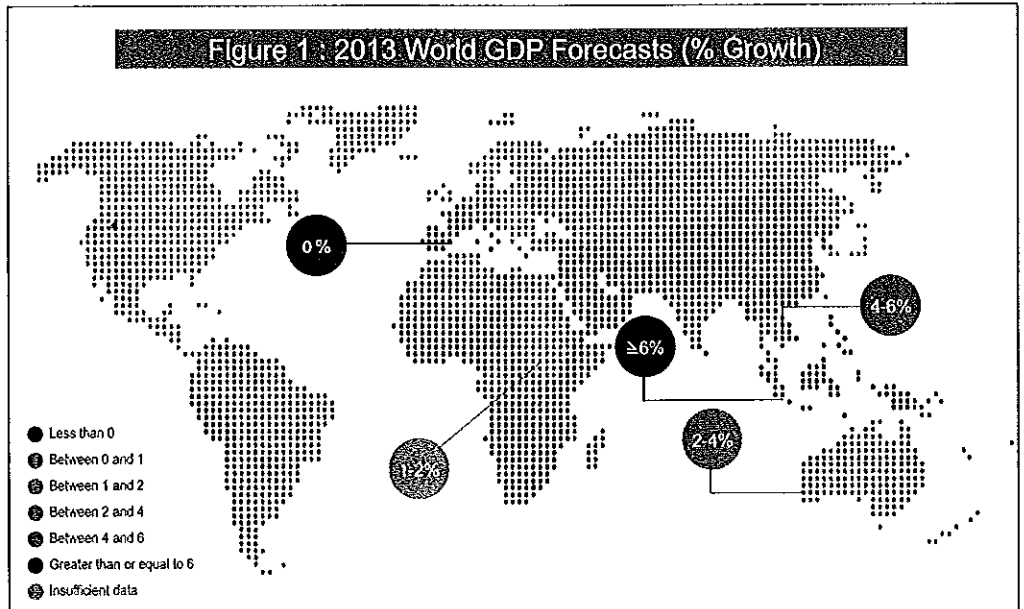 Figure 1 : 2013 World GDP Forecasts (% Growth)
0%
4-6%
≥6%
2-4%
1-2%
Less than 0
Between 0 and 1
Between 1 and 2
Between 2 and 4
Between 4 and 6
Greater than or equal to 6
Insufficient data